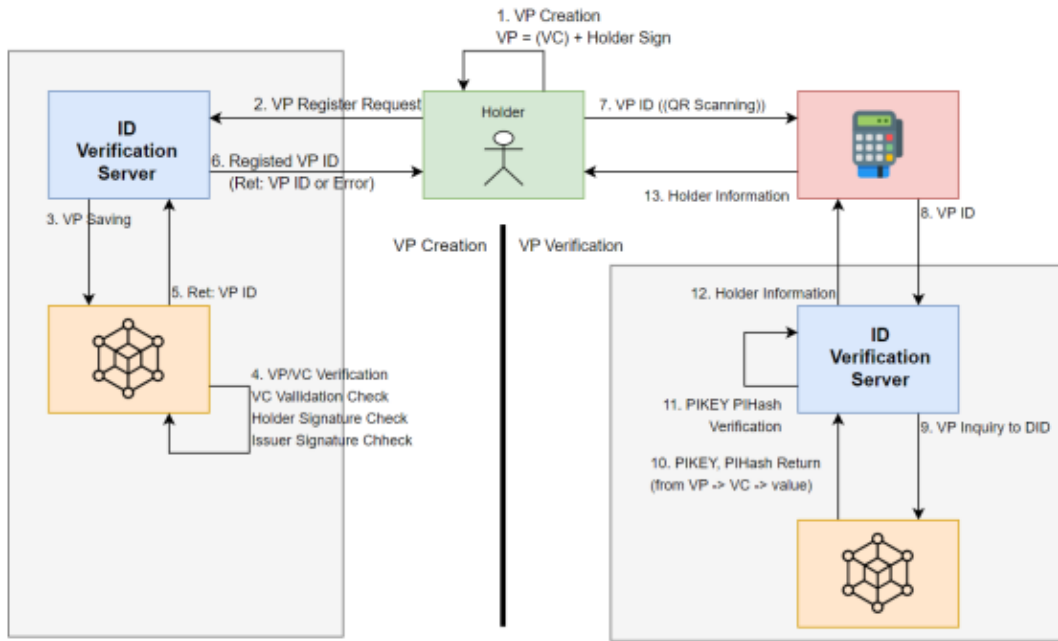 1. VP Creation
VP = (VC) + Holder Sign
2. VP Register Request
Holder
7. VP ID ((QR Scanning))
ID
Verification
Server
6. Registered VP ID
(Ret: VP ID or Error)
13. Holder Information
3. VP Saving
8. VP ID
VP Creation
VP Verification
5. Ret: VP ID
12. Holder Information
ID
Verification
Server
4. VP/VC Verification
VC Vallidation Check
Holder Signature Check
Issuer Signature Chheck
11. PIKEY PIHash
Verification
9. VP Inquiry to DID
10. PIKEY, PIHash Return
(from VP -> VC -> value)